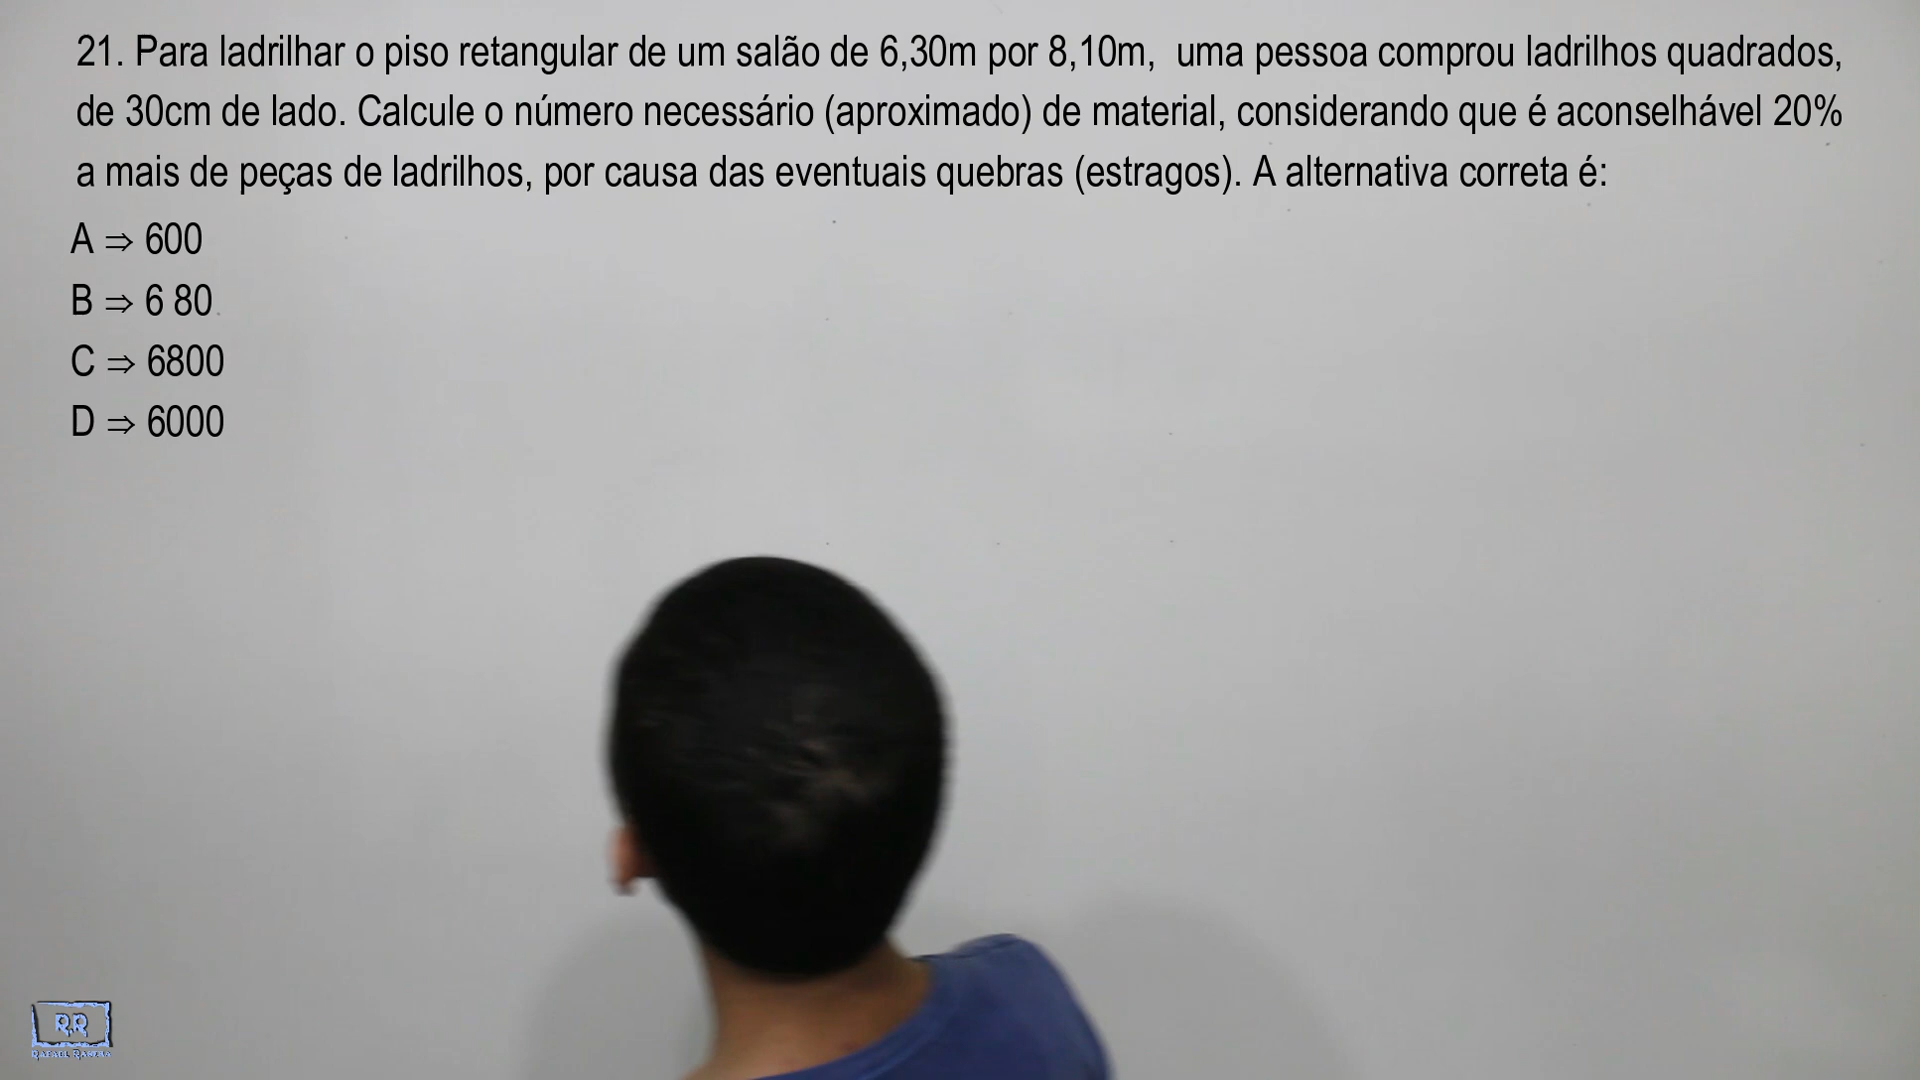 21. Para ladrilhar o piso retangular de um salão de 6,30m por 8,10m, uma pessoa comprou ladrilhos quadrados,
de 30cm de lado. Calcule o número necessário (aproximado) de material, considerando que é aconselhável 20%
a mais de peças de ladrilhos, por causa das eventuais quebras (estragos). A alternativa correta é:
A ⇒ 600
B ⇒ 6 80
C ⇒ 6800
D ⇒ 6000
RR